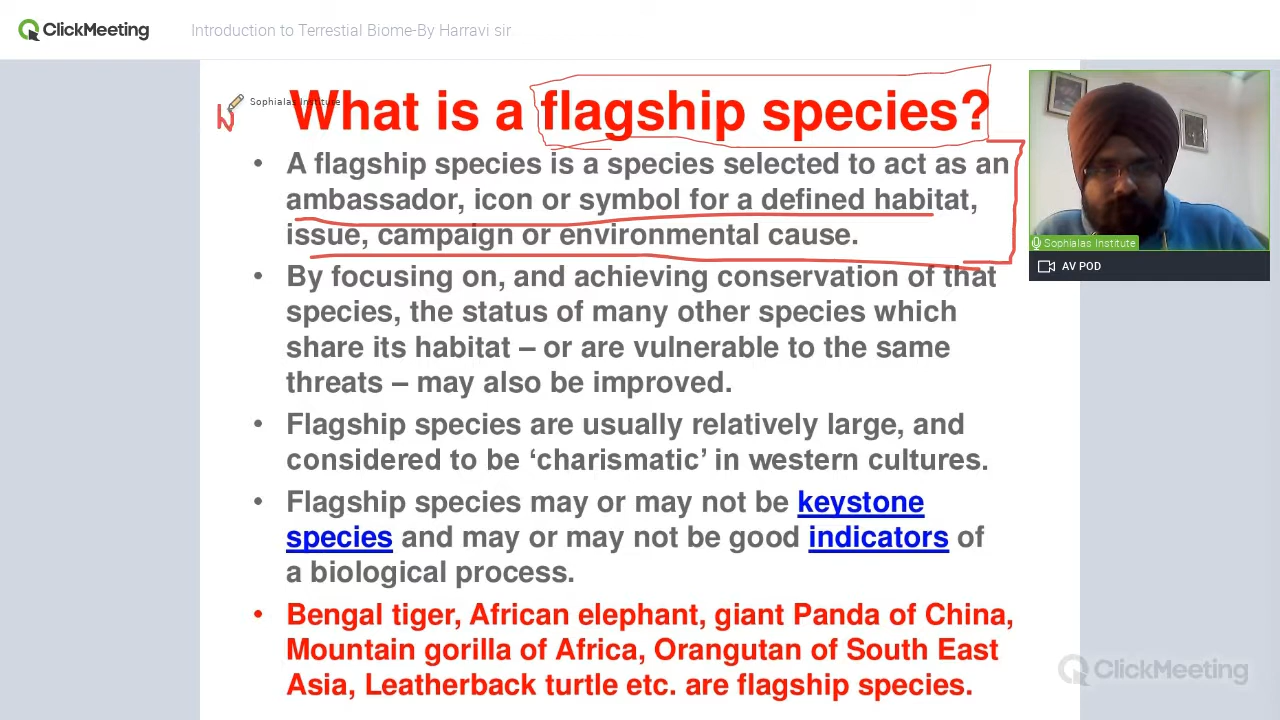 ClickMeeting
Introduction to Terrestial Biome-By Harravi sir
Sophialas Institute
What is a flagship species?
• A flagship species is a species selected to act as an
ambassador, icon or symbol for a defined habitat,
issue, campaign or environmental cause.
• By focusing on, and achieving conservation of that
species, the status of many other species which
share its habitat – or are vulnerable to the same
threats – may also be improved.
• Flagship species are usually relatively large, and
considered to be ‘charismatic’ in western cultures.
• Flagship species may or may not be keystone
species and may or may not be good indicators of
a biological process.
• Bengal tiger, African elephant, giant Panda of China,
Mountain gorilla of Africa, Orangutan of South East
Asia, Leatherback turtle etc. are flagship species.
Sophialas Institute
AV POD
ClickMeeting